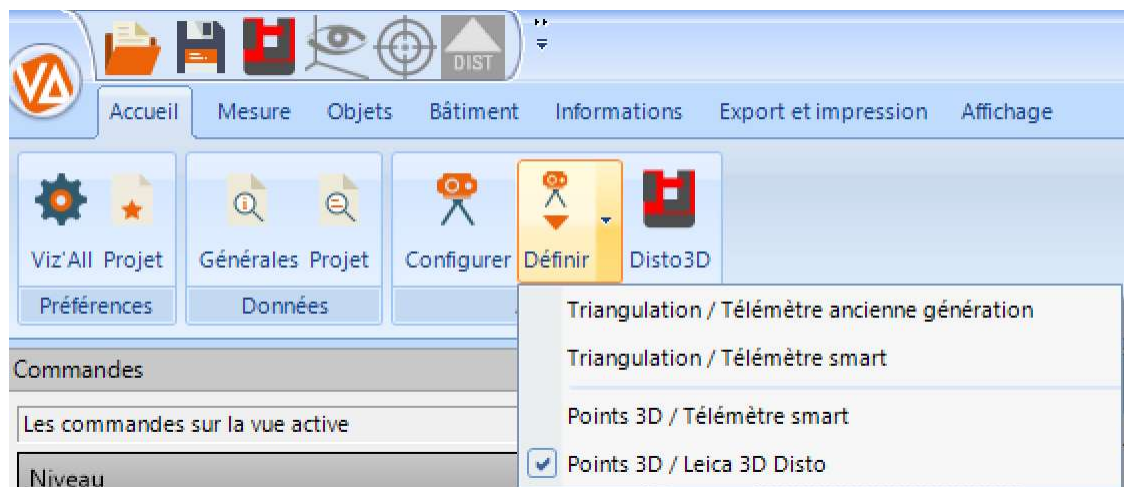 DIST
Accueil Mesure Objets Bâtiment Informations Export et impression Affichage
Viz'All Projet Générales Projet Configurer Définir Disto3D
Préférences Données
Triangulation / Télémètre ancienne génération
Triangulation / Télémètre smart
Points 3D / Télémètre smart
Points 3D / Leica 3D Disto
Commandes
Les commandes sur la vue active
Niveau